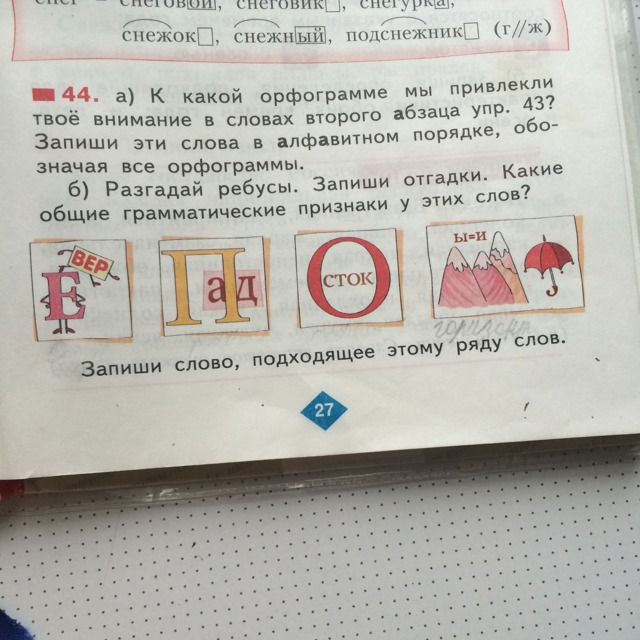 снег – снеговой, снеговик, снегурка,
снежок, снежный, подснежник (г//ж)
44. а) К какой орфограмме мы привлекли
твоё внимание в словах второго абзаца упр. 43?
Запиши эти слова в алфавитном порядке, обо-
значая все орфограммы.
б) Разгадай ребусы. Запиши отгадки. Какие
общие грамматические признаки у этих слов?
ВЕР
Е
П
ад
О
СТОК
ы=и
Запиши слово, подходящее этому ряду слов.
27